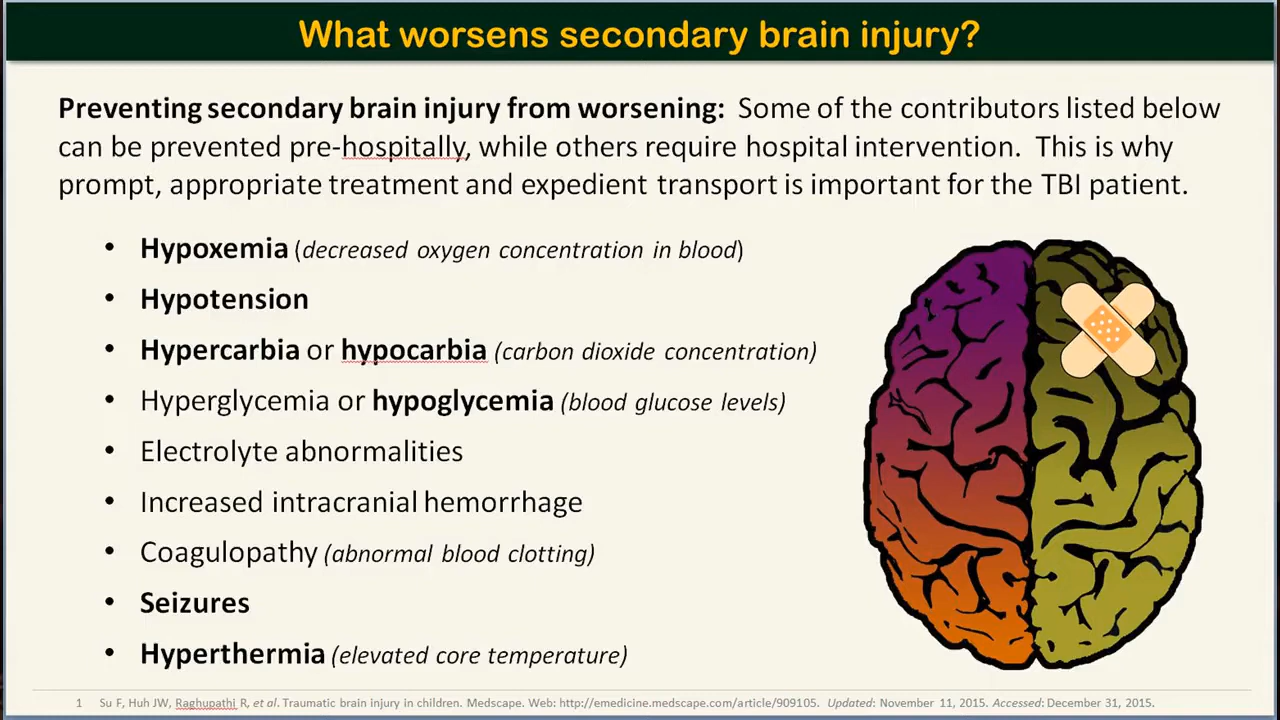 What worsens secondary brain injury?
Preventing secondary brain injury from worsening: Some of the contributors listed below
can be prevented pre-hospitally, while others require hospital intervention. This is why
prompt, appropriate treatment and expedient transport is important for the TBI patient.
• Hypoxemia (decreased oxygen concentration in blood)
• Hypotension
• Hypercarbia or hypocarbia (carbon dioxide concentration)
• Hyperglycemia or hypoglycemia (blood glucose levels)
• Electrolyte abnormalities
• Increased intracranial hemorrhage
• Coagulopathy (abnormal blood clotting)
• Seizures
• Hyperthermia (elevated core temperature)
1 Su F, Huh JW, Raghupathi R, et al. Traumatic brain injury in children. Medscape. Web: http://emedicine.medscape.com/article/909105. Updated: November 11, 2015. Accessed: December 31, 2015.